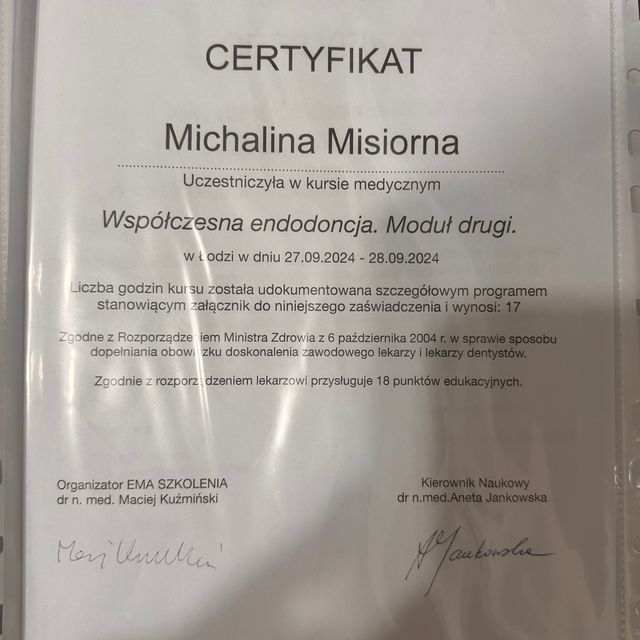 CERTYFIKAT
Michalina Misiorna
Uczestniczyła w kursie medycznym
Współczesna endodoncja. Moduł drugi.
w Łodzi w dniu 27.09.2024 - 28.09.2024
Liczba godzin kursu została udokumentowana szczegółowym programem
stanowiącym załącznik do niniejszego zaświadczenia i wynosi: 17
Zgodne z Rozporządzeniem Ministra Zdrowia z 6 października 2004 r. w sprawie sposobu
dopełniania obowiązku doskonalenia zawodowego lekarzy i lekarzy dentystów.
Zgodnie z rozporządzeniem lekarzowi przysługuje 18 punktów edukacyjnych.
Organizator EMA SZKOLENIA
dr n. med. Maciej Kuźmiński
Kierownik Naukowy
dr n.med.Aneta Jankowska
AJankowska